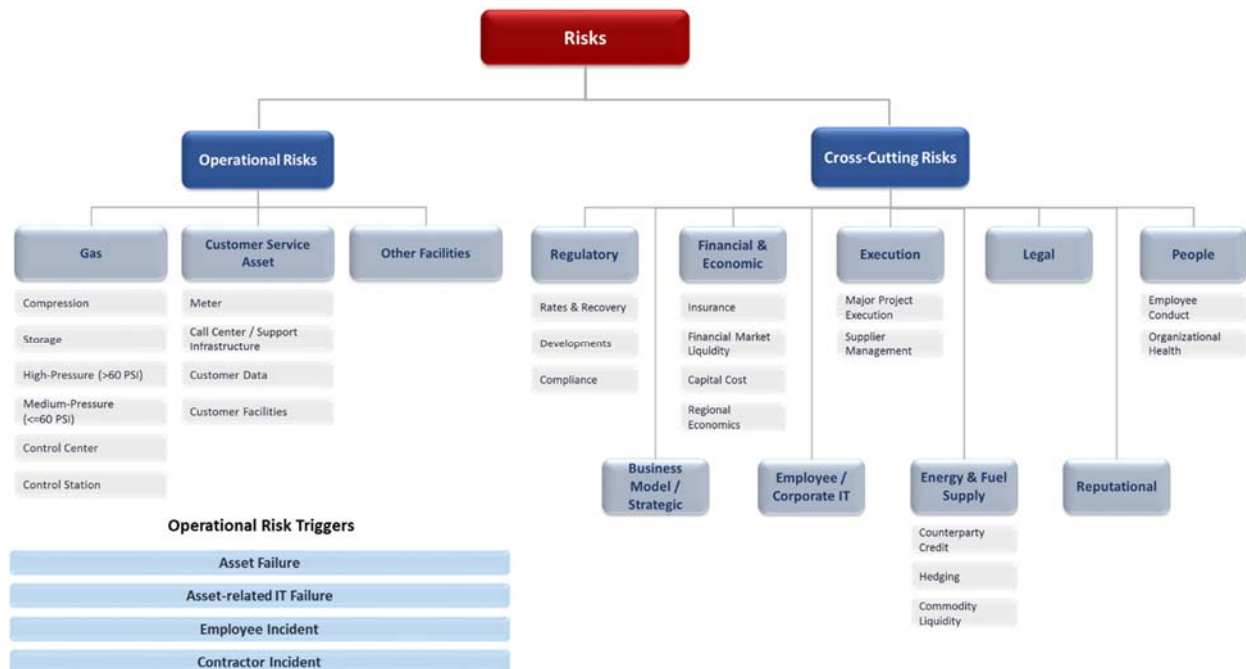 Risks
Operational Risks
Cross-Cutting Risks
Gas
Compression
Storage
High-Pressure (>60 PSI)
Medium-Pressure
(<=60 PSI)
Control Center
Control Station
Customer Service
Asset
Meter
Call Center / Support
Infrastructure
Customer Data
Customer Facilities
Other Facilities
Regulatory
Rates & Recovery
Developments
Compliance
Financial &
Economic
Insurance
Financial Market
Liquidity
Capital Cost
Regional
Economics
Execution
Major Project
Execution
Supplier
Management
Legal
People
Employee
Conduct
Organizational
Health
Business
Model /
Strategic
Employee /
Corporate IT
Energy & Fuel
Supply
Counterparty
Credit
Hedging
Commodity
Liquidity
Reputational
Operational Risk Triggers
Asset Failure
Asset-related IT Failure
Employee Incident
Contractor Incident